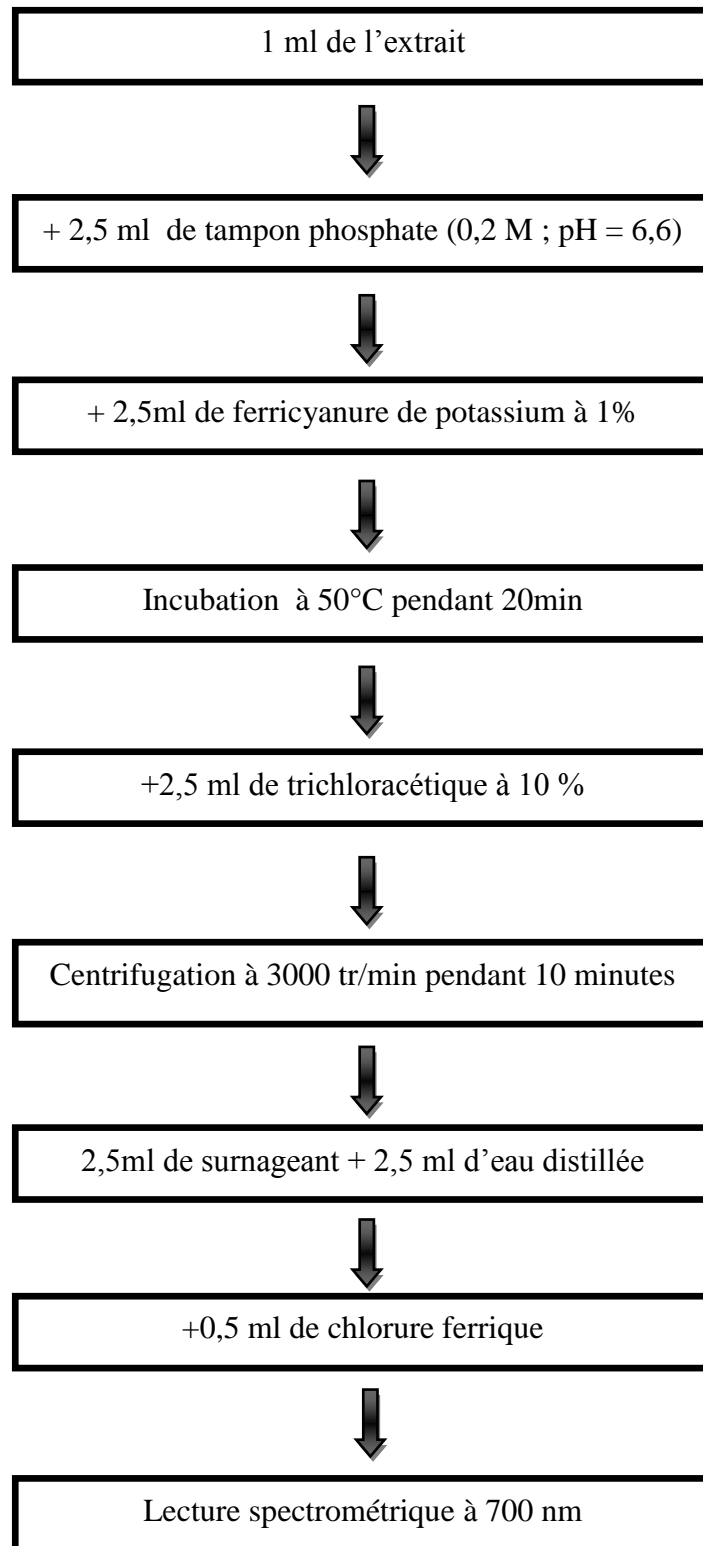 1 ml de l’extrait
+ 2,5 ml de tampon phosphate (0,2 M ; pH = 6,6)
+ 2,5ml de ferricyanure de potassium à 1%
Incubation à 50°C pendant 20min
+2,5 ml de trichloracétique à 10 %
Centrifugation à 3000 tr/min pendant 10 minutes
2,5ml de surnageant + 2,5 ml d’eau distillée
+0,5 ml de chlorure ferrique
Lecture spectrométrique à 700 nm